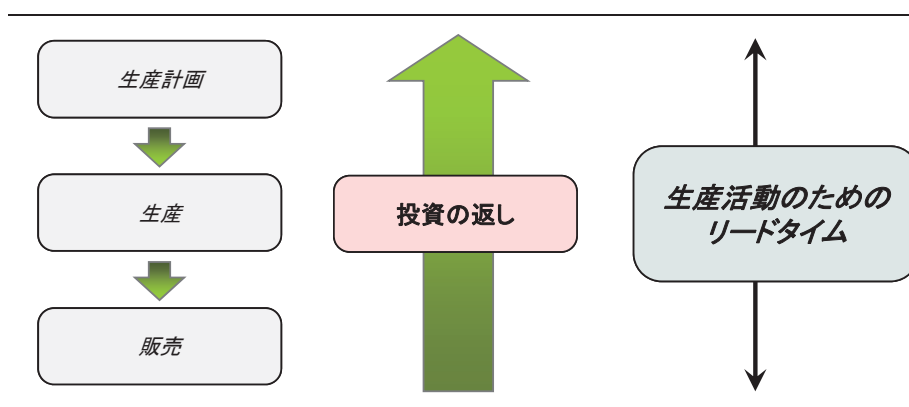 生産計画
生産
販売
投資の返し
生産活動のための
リードタイム